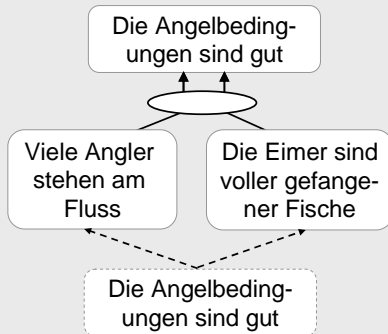 Die Angelbeding-
ungen sind gut
Viele Angler
stehen am
Fluss
Die Eimer sind
voller gefange-
ner Fische
Die Angelbeding-
ungen sind gut